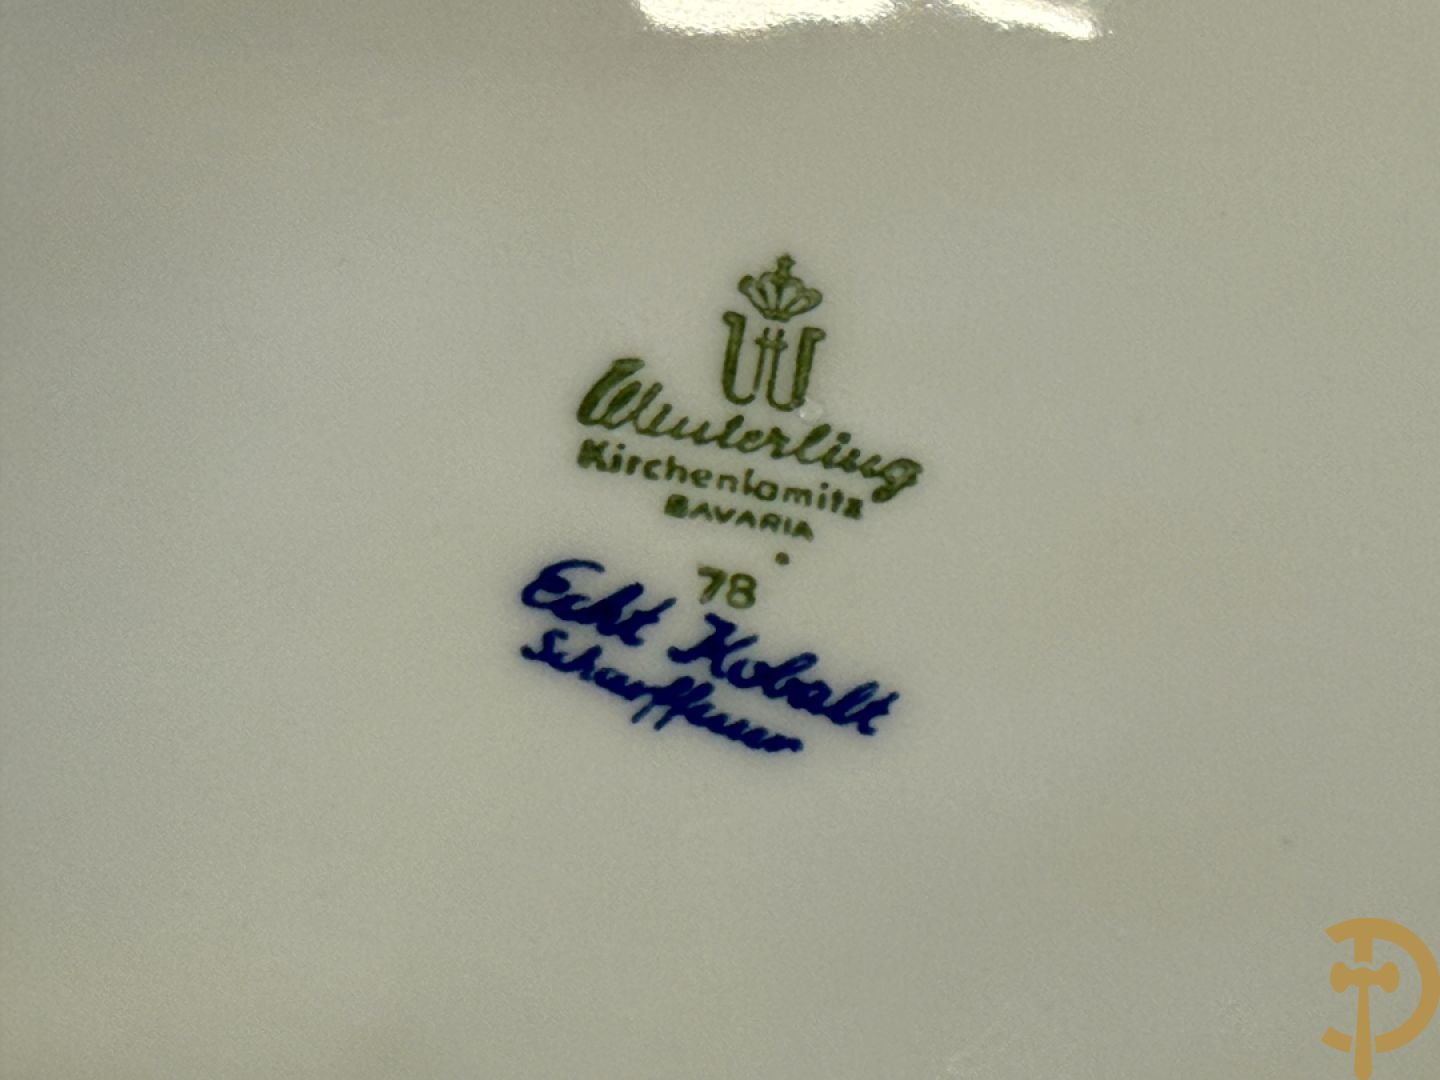 W
Winterling
Kirchenlamitz
BAVARIA
78
Echt Kobalt
Scharffeuer